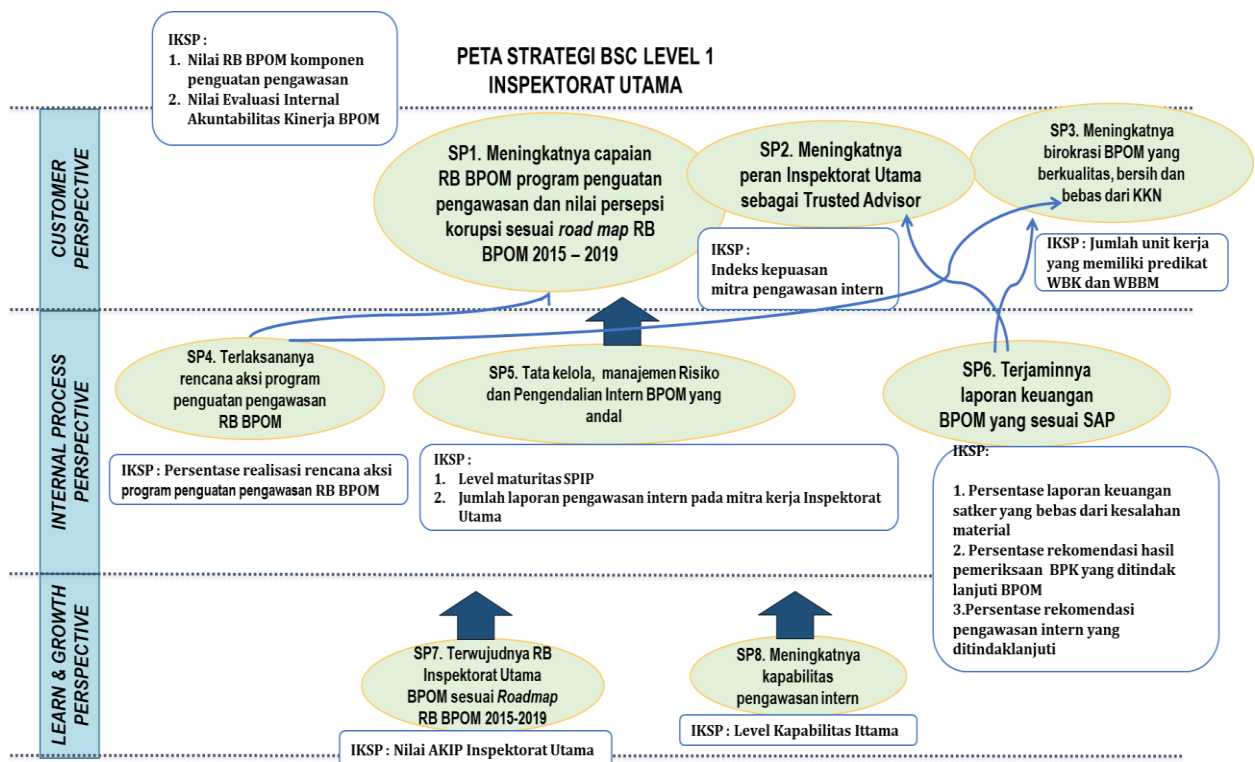 IKSP :
1. Nilai RB BPOM komponen
penguatan pengawasan
2. Nilai Evaluasi Internal
Akuntabilitas Kinerja BPOM
PETA STRATEGI BSC LEVEL 1
INSPEKTORAT UTAMA
CUSTOMER
PERSPECTIVE
SP1. Meningkatnya capaian
RB BPOM program penguatan
pengawasan dan nilai persepsi
korupsi sesuai road map RB
BPOM 2015 – 2019
SP2. Meningkatnya
peran Inspektorat Utama
sebagai Trusted Advisor
IKSP :
Indeks kepuasan
mitra pengawasan intern
SP3. Meningkatnya
birokrasi BPOM yang
berkualitas, bersih dan
bebas dari KKN
IKSP : Jumlah unit kerja
yang memiliki predikat
WBK dan WBBM
INTERNAL PROCESS
PERSPECTIVE
SP4. Terlaksananya
rencana aksi program
penguatan pengawasan
RB BPOM
IKSP : Persentase realisasi rencana aksi
program penguatan pengawasan RB BPOM
SP5. Tata kelola, manajemen Risiko
dan Pengendalian Intern BPOM yang
andal
IKSP :
1. Level maturitas SPIP
2. Jumlah laporan pengawasan intern pada mitra kerja Inspektorat
Utama
SP6. Terjaminnya
laporan keuangan
BPOM yang sesuai SAP
IKSP:
1. Persentase laporan keuangan
satker yang bebas dari kesalahan
material
2. Persentase rekomendasi hasil
pemeriksaan BPK yang ditindak
lanjuti BPOM
3.Persentase rekomendasi
pengawasan intern yang
ditindaklanjuti
LEARN & GROWTH
PERSPECTIVE
SP7. Terwujudnya RB
Inspektorat Utama
BPOM sesuai Roadmap
RB BPOM 2015-2019
IKSP : Nilai AKIP Inspektorat Utama
SP8. Meningkatnya
kapabilitas
pengawasan intern
IKSP : Level Kapabilitas Ittama